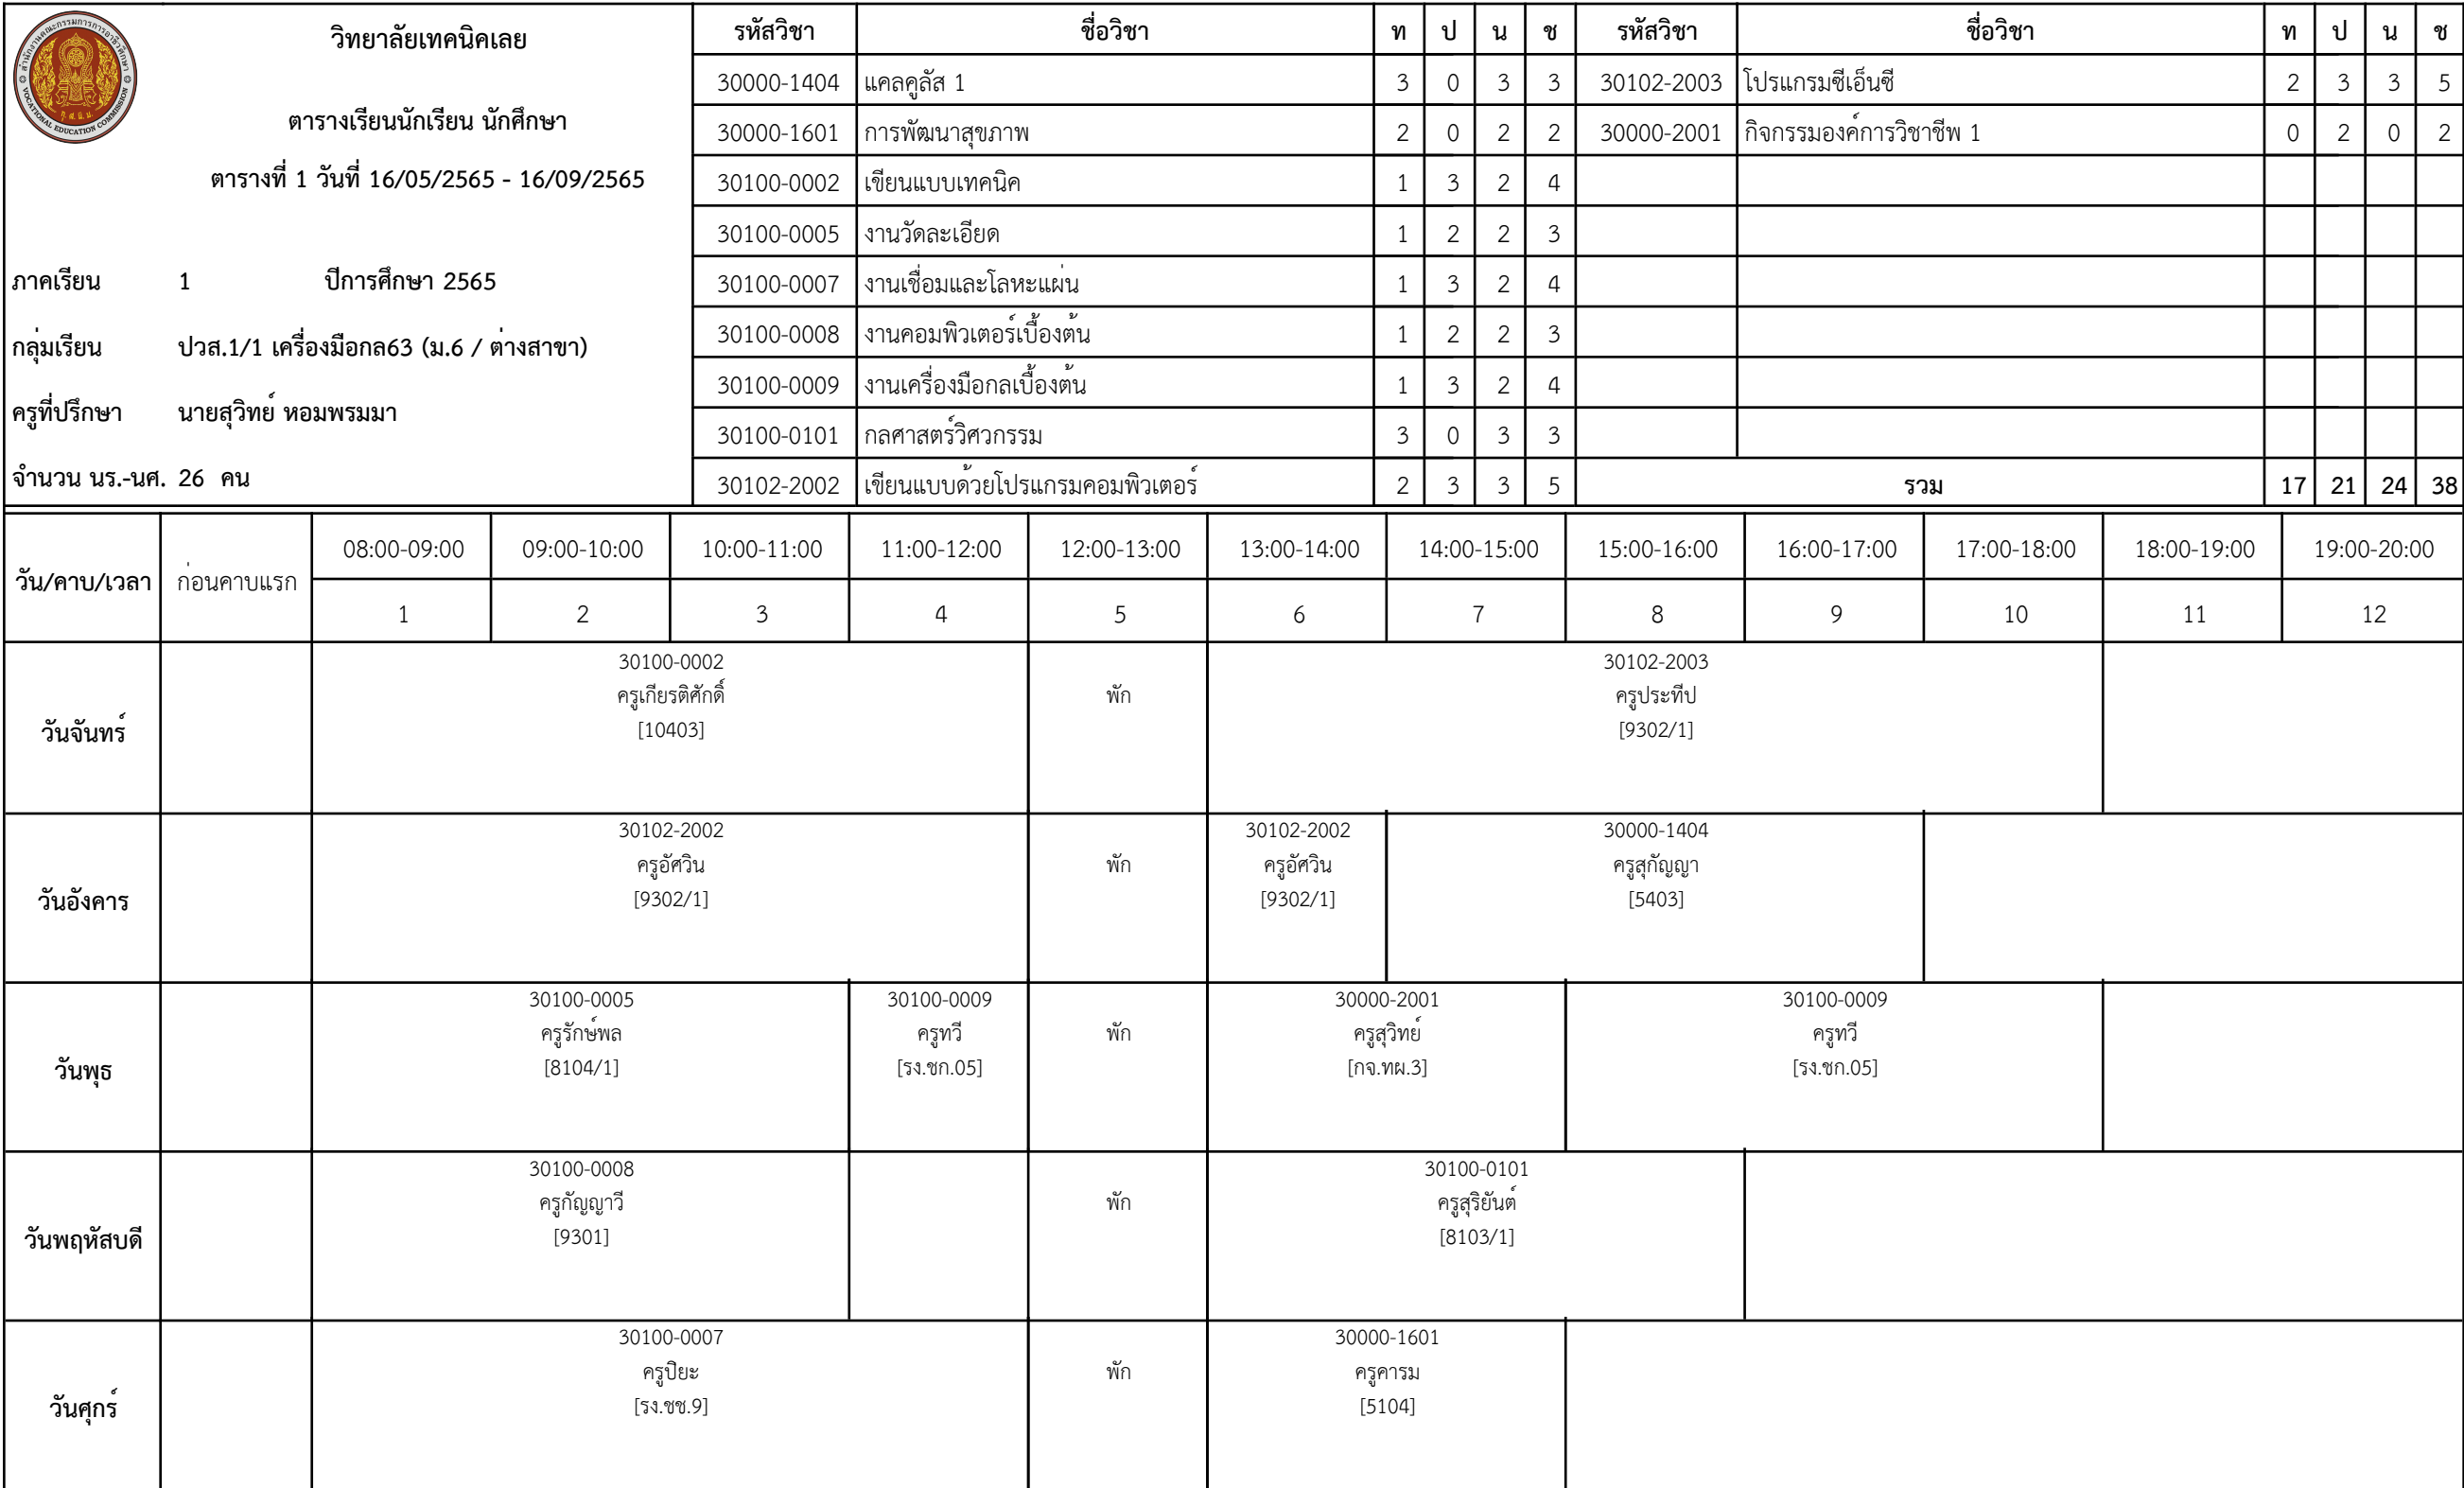 สำนักงานคณะกรรมการการอาชีวศึกษา
VOCATIONAL EDUCATION COMMISSION
วิทยาลัยเทคนิคเลย
ตารางเรียนนักเรียน นักศึกษา
ตารางที่ 1 วันที่ 16/05/2565 - 16/09/2565
ภาคเรียน 1 ปีการศึกษา 2565
กลุ่มเรียน ปวส.1/1 เครื่องมือกล63 (ม.6 / ต่างสาขา)
ครูที่ปรึกษา นายสุวิทย์ หอมพรมมา
จำนวน นร.-นศ. 26 คน
รหัสวิชา ชื่อวิชา ท ป น ช รหัสวิชา ชื่อวิชา ท ป น ช
30000-1404 แคลคูลัส 1 3 0 3 3 30102-2003 โปรแกรมซีเอ็นซี 2 3 3 5
30000-1601 การพัฒนาสุขภาพ 2 0 2 2 30000-2001 กิจกรรมองค์การวิชาชีพ 1 0 2 0 2
30100-0002 เขียนแบบเทคนิค 1 3 2 4
30100-0005 งานวัดละเอียด 1 2 2 3
30100-0007 งานเชื่อมและโลหะแผ่น 1 3 2 4
30100-0008 งานคอมพิวเตอร์เบื้องต้น 1 2 2 3
30100-0009 งานเครื่องมือกลเบื้องต้น 1 3 2 4
30100-0101 กลศาสตร์วิศวกรรม 3 0 3 3
30102-2002 เขียนแบบด้วยโปรแกรมคอมพิวเตอร์ 2 3 3 5 รวม 17 21 24 38
วัน/คาบ/เวลา ก่อนคาบแรก 08:00-09:00 09:00-10:00 10:00-11:00 11:00-12:00 12:00-13:00 13:00-14:00 14:00-15:00 15:00-16:00 16:00-17:00 17:00-18:00 18:00-19:00 19:00-20:00
1 2 3 4 5 6 7 8 9 10 11 12
วันจันทร์
30100-0002 30102-2003
ครูเกียรติศักดิ์ พัก ครูประทีป
[10403] [9302/1]
วันอังคาร
30102-2002 30102-2002 30000-1404
ครูอัศวิน พัก ครูอัศวิน ครูสุกัญญา
[9302/1] [9302/1] [5403]
วันพุธ
30100-0005 30100-0009 30000-2001 30100-0009
ครูรักษ์พล ครูทวี พัก ครูสุวิทย์ ครูทวี
[8104/1] [รง.ชก.05] [กจ.ทผ.3] [รง.ชก.05]
วันพฤหัสบดี
30100-0008 30100-0101
ครูกัญญาวี พัก ครูสุริยันต์
[9301] [8103/1]
วันศุกร์
30100-0007 30000-1601
ครูปิยะ พัก ครูคารม
[รง.ชช.9] [5104]